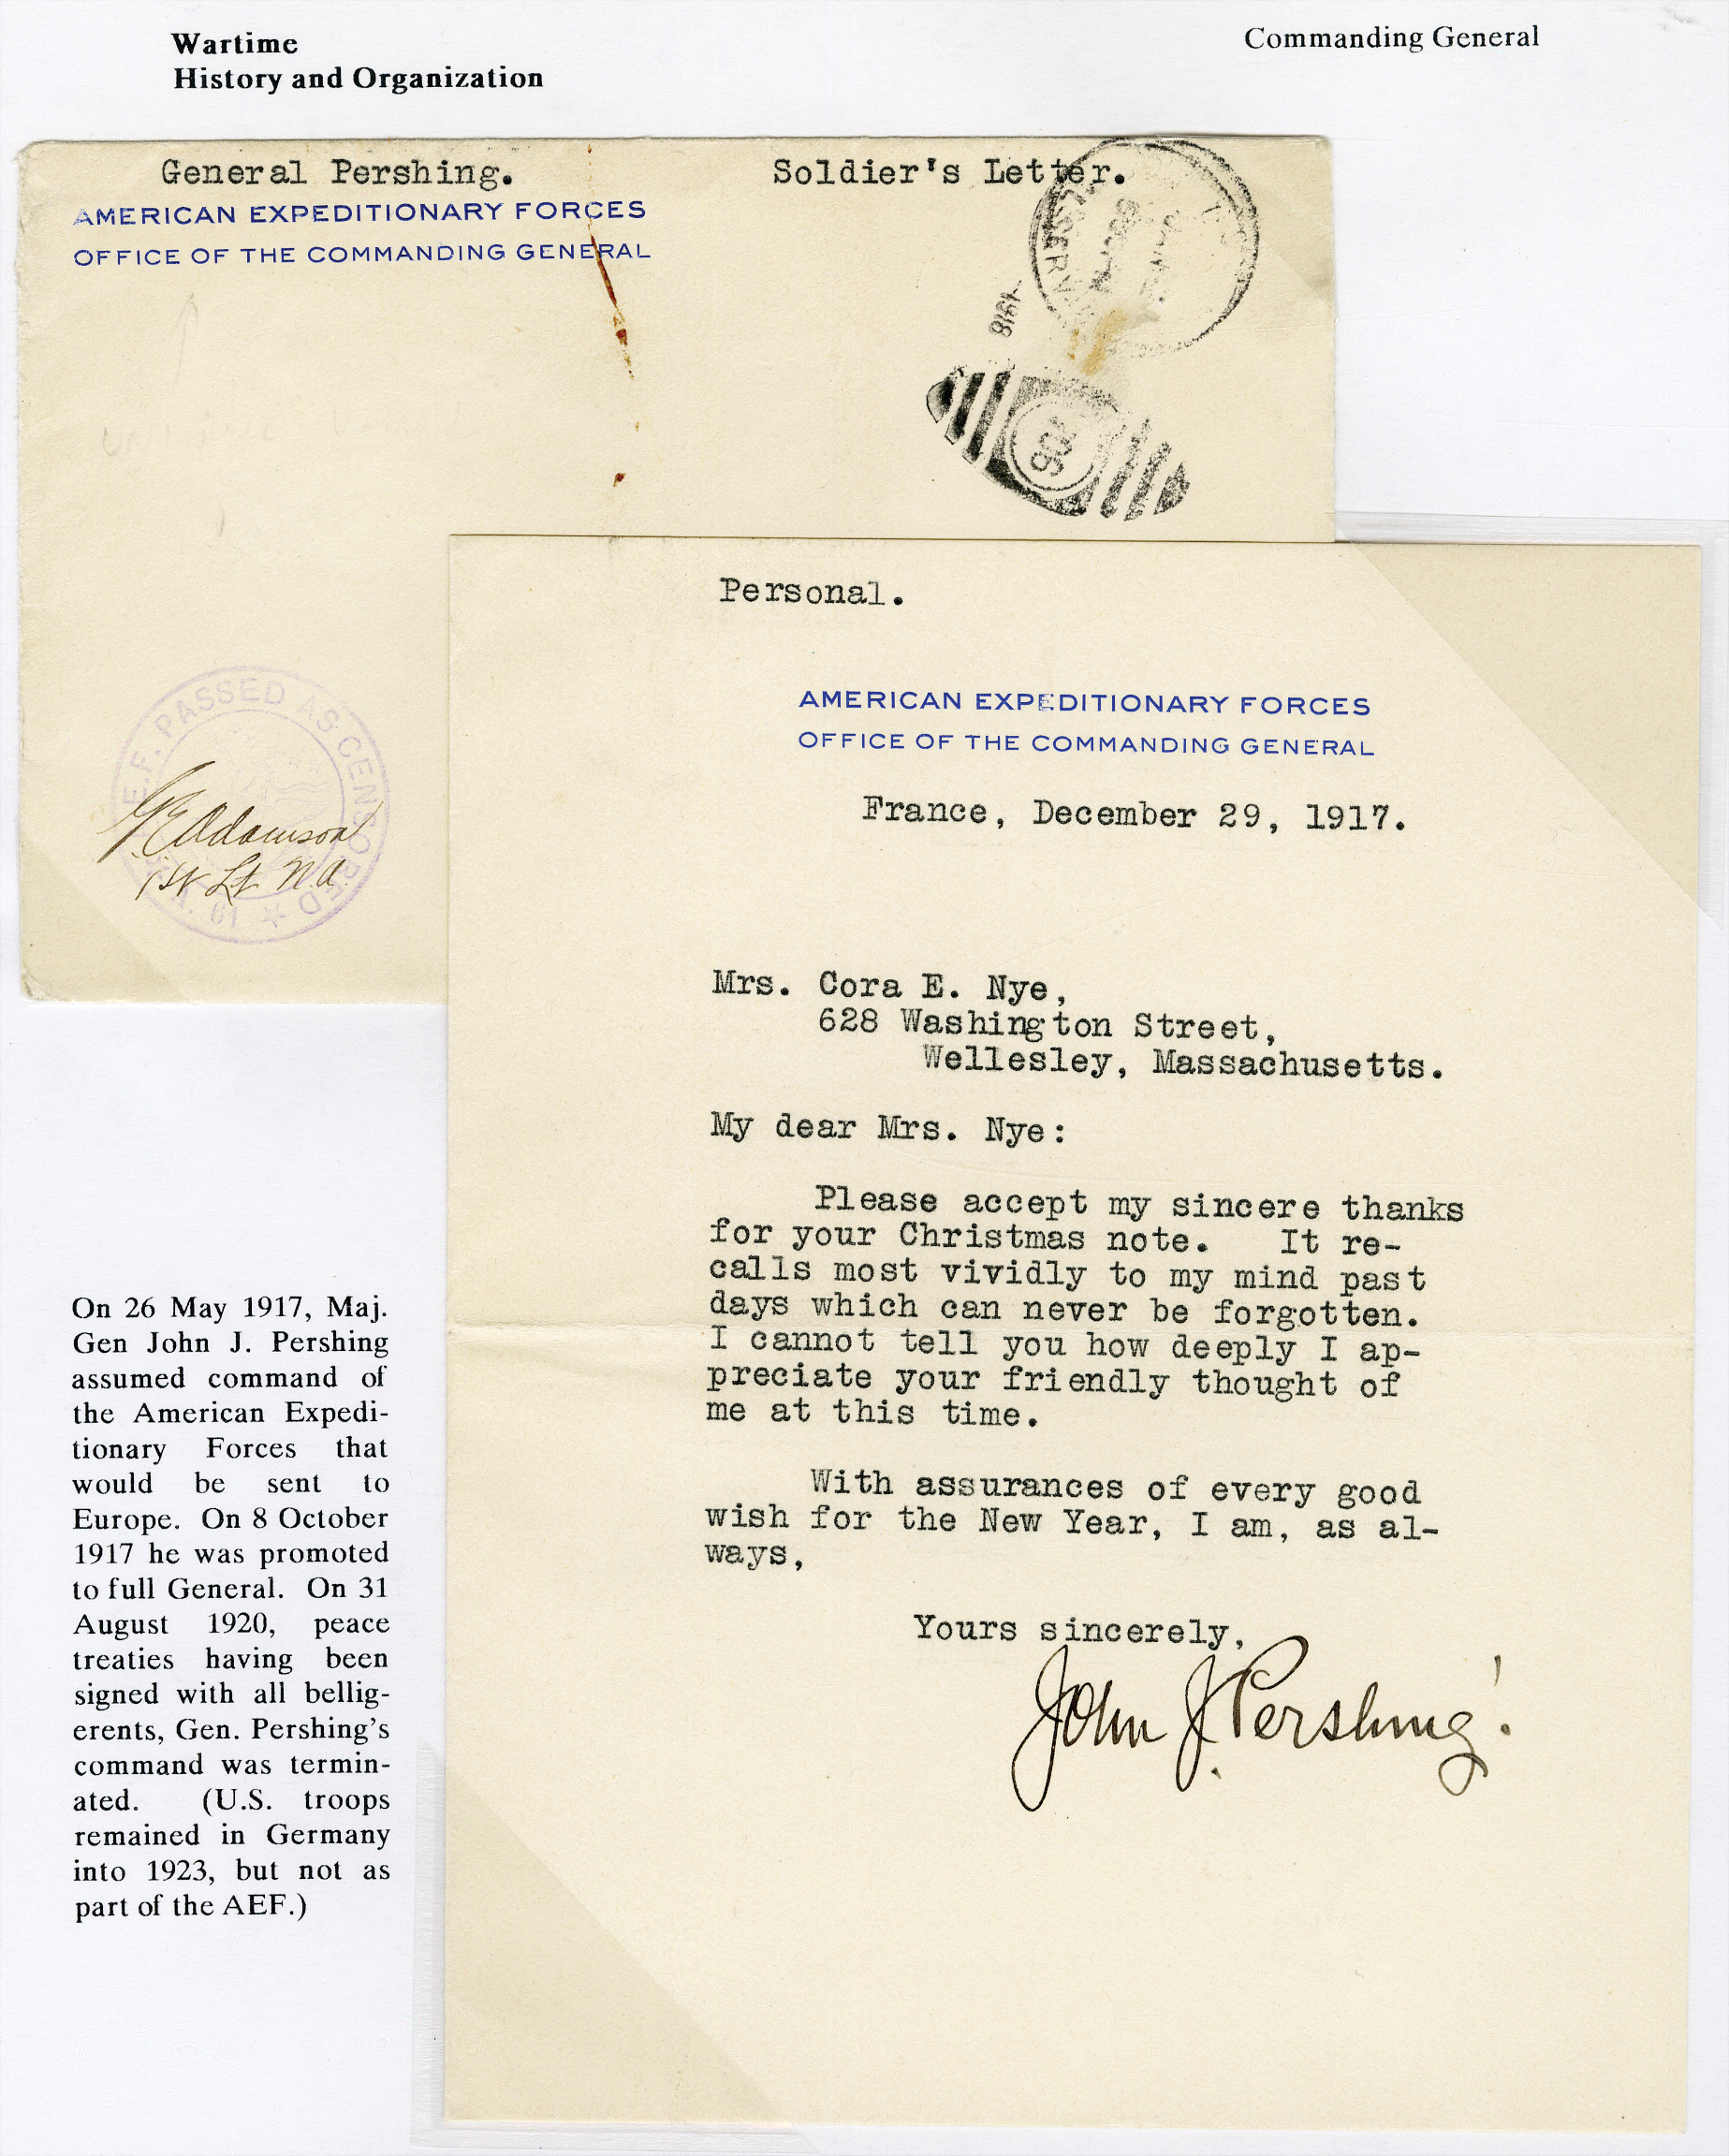 Wartime
History and Organization
Commanding General
General Pershing.
Soldier's Letter.
AMERICAN EXPEDITIONARY FORCES
OFFICE OF THE COMMANDING GENERAL
1918
E.F. PASSED AS CENSORED
G E Adamson
1st Lt. N.A.
Personal.
AMERICAN EXPEDITIONARY FORCES
OFFICE OF THE COMMANDING GENERAL
France, December 29, 1917.
Mrs. Cora E. Nye,
628 Washington Street,
Wellesley, Massachusetts.
My dear Mrs. Nye:
Please accept my sincere thanks
for your Christmas note. It re-
calls most vividly to my mind past
days which can never be forgotten.
I cannot tell you how deeply I ap-
preciate your friendly thought of
me at this time.
With assurances of every good
wish for the New Year, I am, as al-
ways,
Yours sincerely,
John J. Pershing.
On 26 May 1917, Maj.
Gen John J. Pershing
assumed command of
the American Expedi-
tionary Forces that
would be sent to
Europe. On 8 October
1917 he was promoted
to full General. On 31
August 1920, peace
treaties having been
signed with all bellig-
erents, Gen. Pershing's
command was termin-
ated. (U.S. troops
remained in Germany
into 1923, but not as
part of the AEF.)